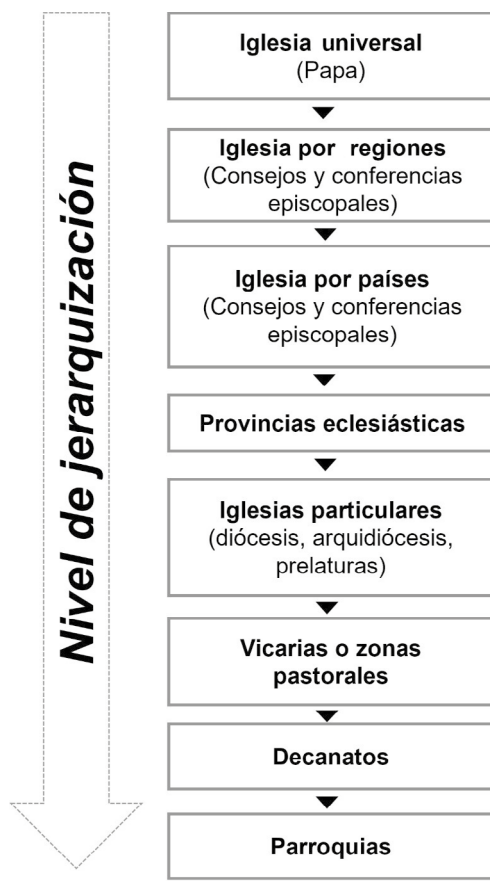 Nivel de jerarquización
Iglesia universal
(Papa)
Iglesia por regiones
(Consejos y conferencias
episcopales)
Iglesia por países
(Consejos y conferencias
episcopales)
Provincias eclesiásticas
Iglesias particulares
(diócesis, arquidiócesis,
prelaturas)
Vicarias o zonas
pastorales
Decanatos
Parroquias